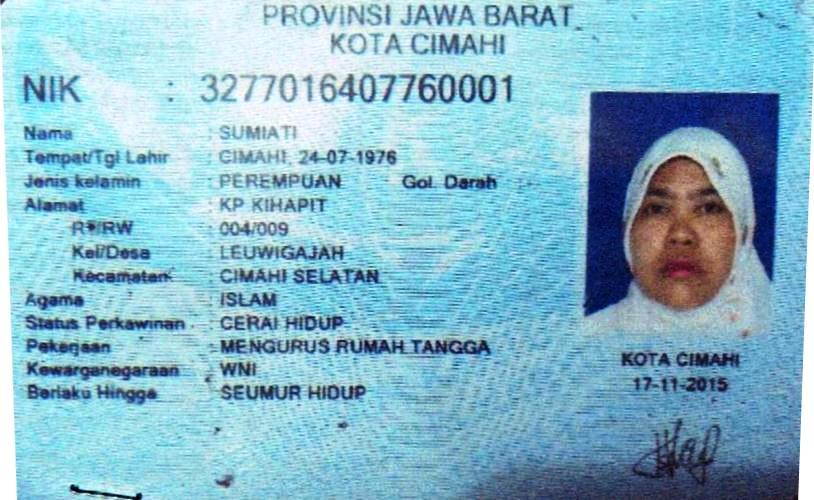 PROVINSI JAWA BARAT
KOTA CIMAHI
NIK : 3277016407760001
Nama : SUMIATI
Tempat/Tgl Lahir : CIMAHI, 24-07-1976
Jenis kelamin : PEREMPUAN Gol. Darah : -
Alamat : KP KIHAPIT
RT/RW : 004/009
Kel/Desa : LEUWIGAJAH
Kecamatan : CIMAHI SELATAN
Agama : ISLAM
Status Perkawinan : CERAI HIDUP
Pekerjaan : MENGURUS RUMAH TANGGA
Kewarganegaraan : WNI
Berlaku Hingga : SEUMUR HIDUP
KOTA CIMAHI
17-11-2015